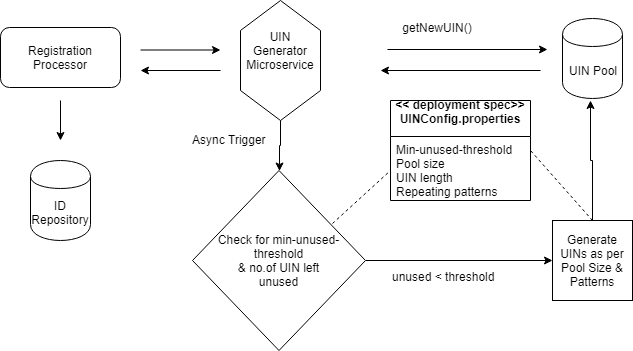 Registration
Processor
UIN
Generator
Microservice
getNewUIN()
UIN Pool
ID
Repository
Async Trigger
<< deployment spec>>
UINConfig.properties
Min-unused-threshold
Pool size
UIN length
Repeating patterns
Check for min-unused-
threshold
& no.of UIN left
unused
unused < threshold
Generate
UINs as per
Pool Size &
Patterns